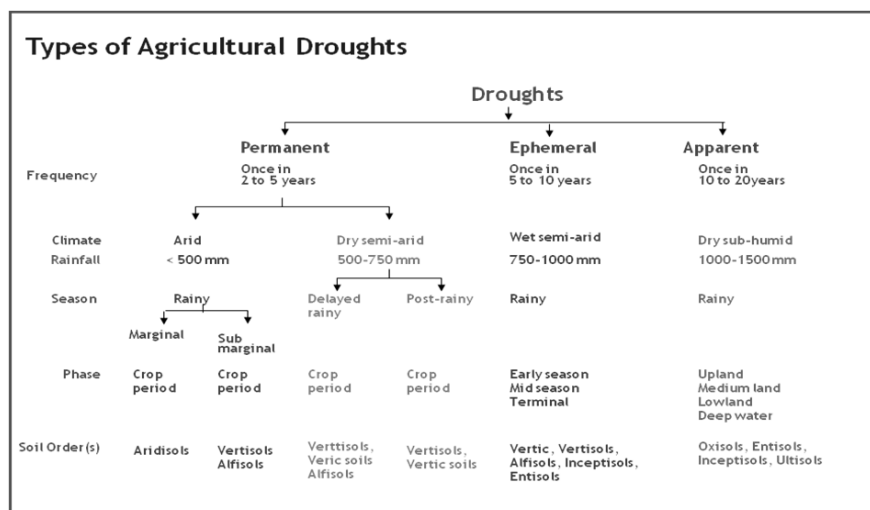 Types of Agricultural Droughts
Droughts
Permanent Ephemeral Apparent
Frequency Once in 2 to 5 years Once in 5 to 10 years Once in 10 to 20years
Climate Arid Dry semi-arid Wet semi-arid Dry sub-humid
Rainfall < 500 mm 500-750 mm 750-1000 mm 1000-1500mm
Season Rainy Delayed rainy Post-rainy Rainy Rainy
Marginal Sub marginal
Phase Crop period Crop period Crop period Crop period Early season Mid season Terminal Upland Medium land Lowland Deep water
Soil Order(s) Aridisols Vertisols Alfisols Verttisols, Veric soils Alfisols Vertisols, Vertic soils Vertic, Vertisols, Alfisols, Inceptisols, Entisols Oxisols, Entisols, Inceptisols, Ultisols